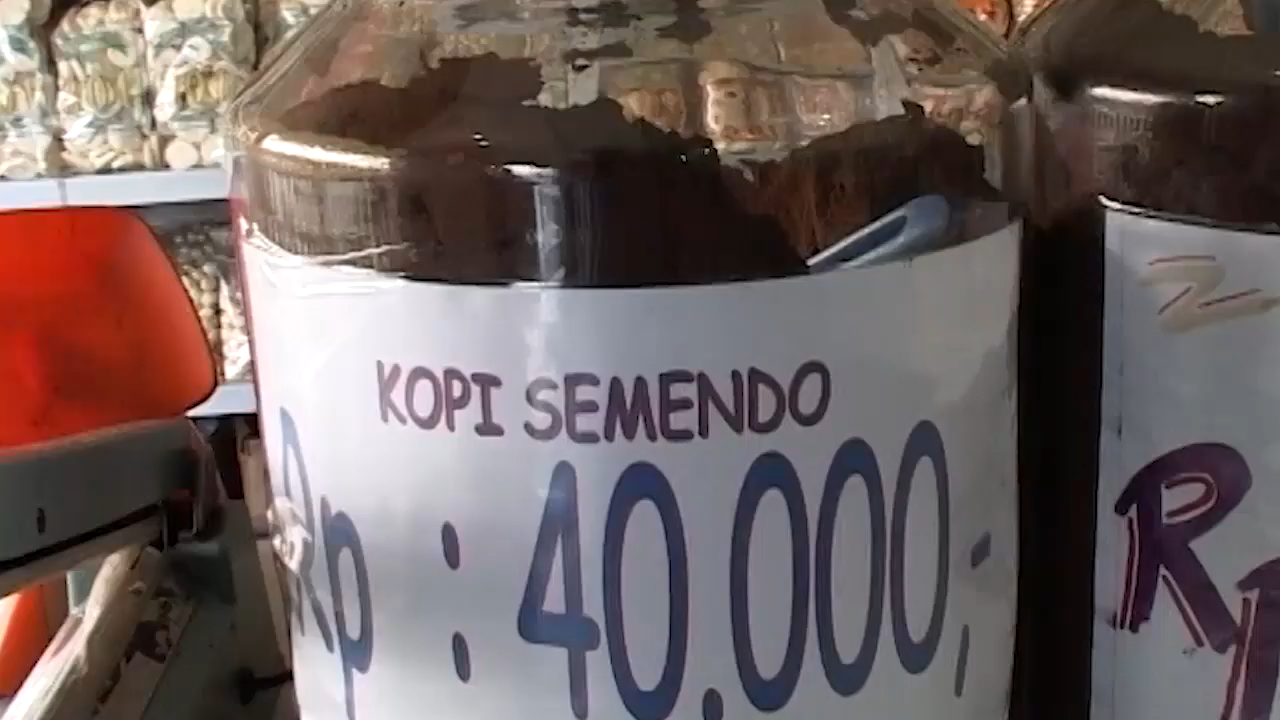 KOPI SEMENDO
Rp : 40.000,-
R